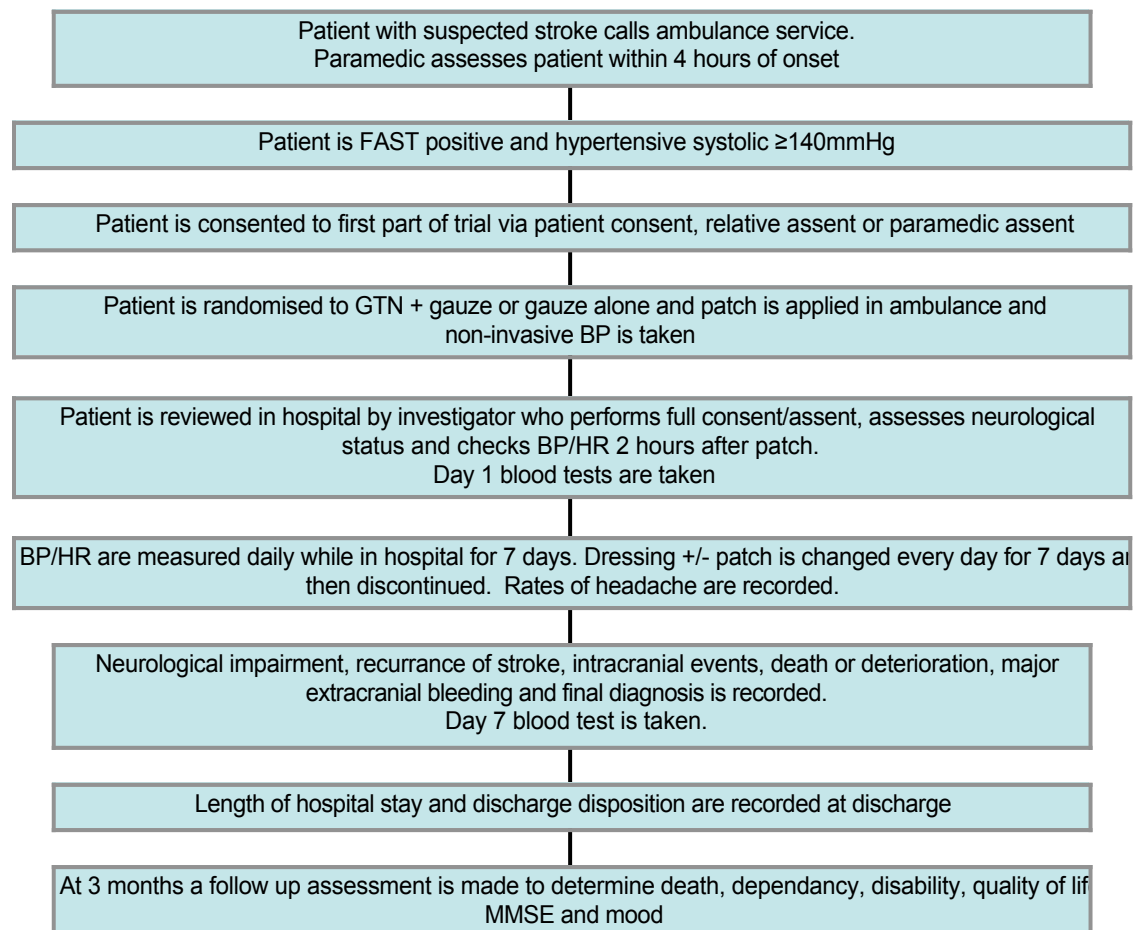 Patient with suspected stroke calls ambulance service.
Paramedic assesses patient within 4 hours of onset
Patient is FAST positive and hypertensive systolic ≥140mmHg
Patient is consented to first part of trial via patient consent, relative assent or paramedic assent
Patient is randomised to GTN + gauze or gauze alone and patch is applied in ambulance and
non-invasive BP is taken
Patient is reviewed in hospital by investigator who performs full consent/assent, assesses neurological
status and checks BP/HR 2 hours after patch.
Day 1 blood tests are taken
BP/HR are measured daily while in hospital for 7 days. Dressing +/- patch is changed every day for 7 days
then discontinued. Rates of headache are recorded.
Neurological impairment, recurrance of stroke, intracranial events, death or deterioration, major
extracranial bleeding and final diagnosis is recorded.
Day 7 blood test is taken.
Length of hospital stay and discharge disposition are recorded at discharge
At 3 months a follow up assessment is made to determine death, dependancy, disability, quality of
MMSE and mood